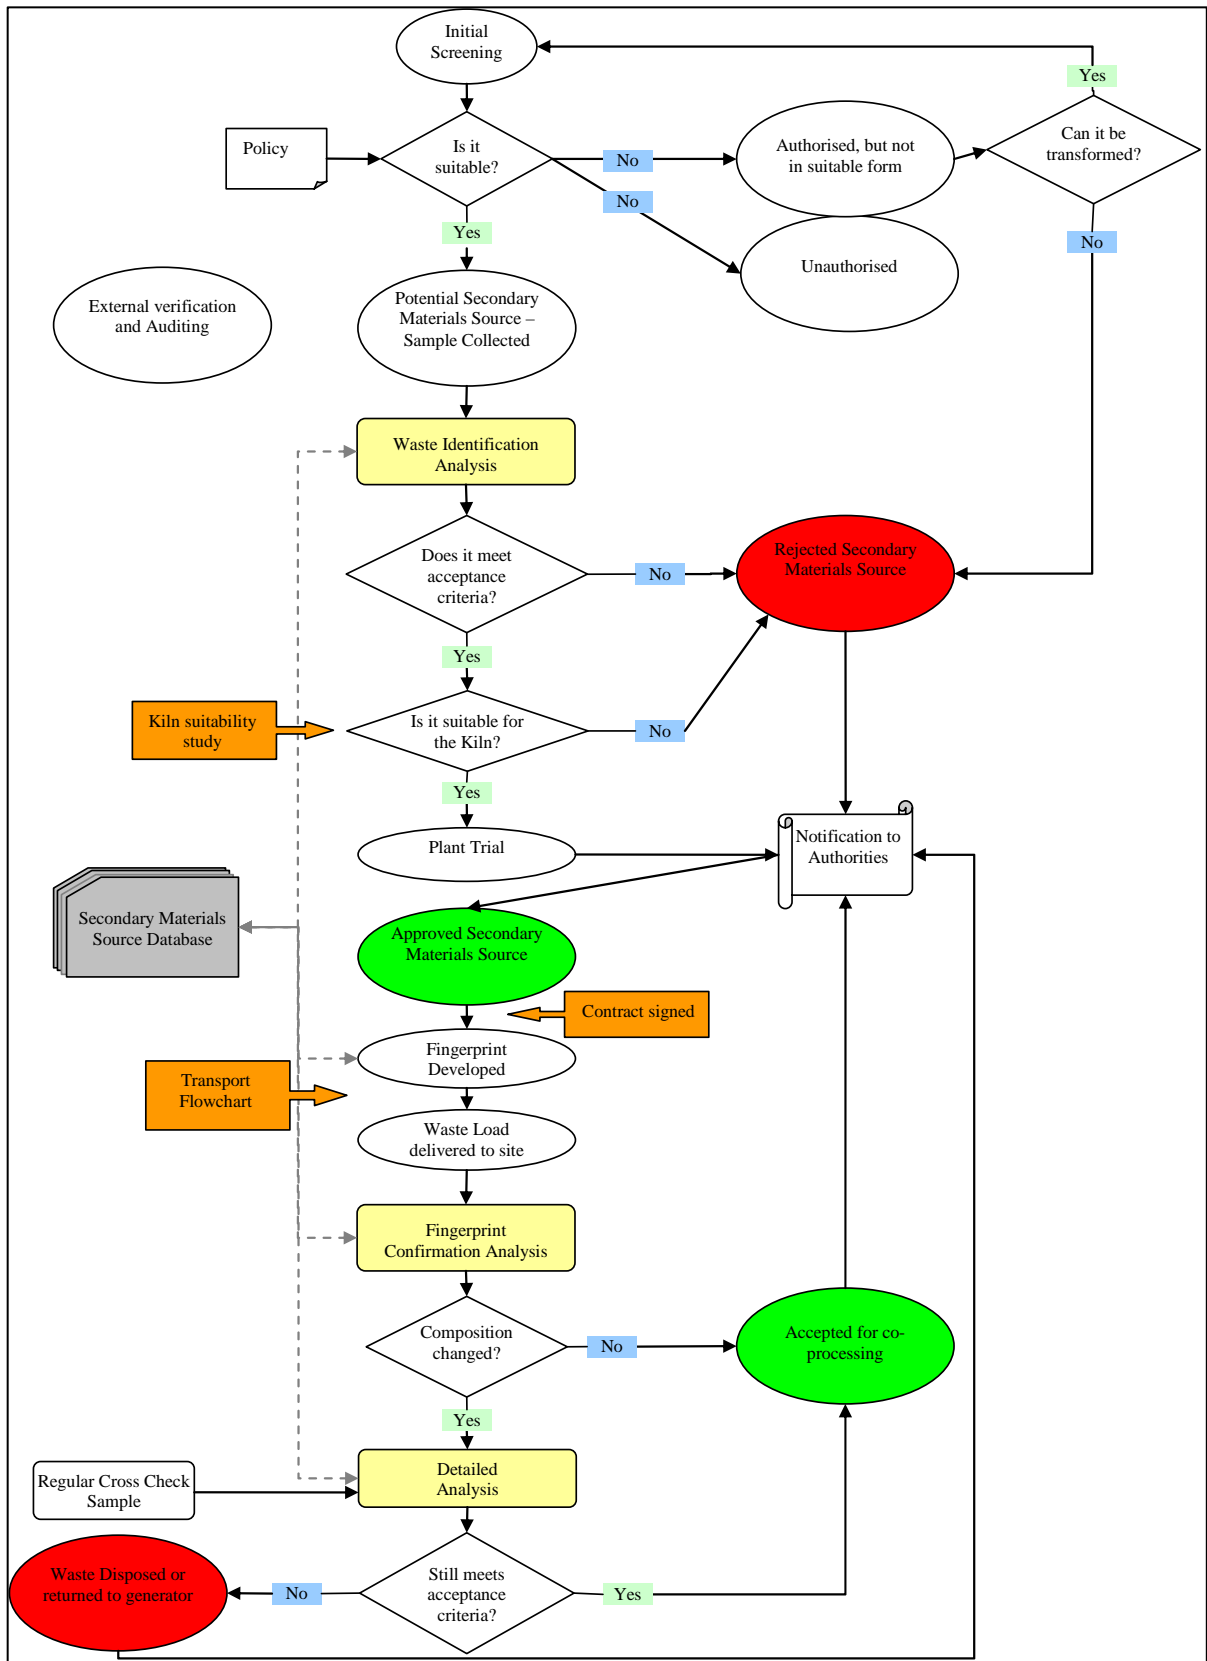 Initial
Screening
Yes
Policy
Is it
suitable?
No
Authorised, but not
in suitable form
Can it be
transformed?
No
Yes
No
Unauthorised
External verification
and Auditing
Potential Secondary
Materials Source –
Sample Collected
Waste Identification
Analysis
Does it meet
acceptance
criteria?
No
Rejected Secondary
Materials Source
Yes
Kiln suitability
study
Is it suitable for
the Kiln?
No
Yes
Plant Trial
Notification to
Authorities
Secondary Materials
Source Database
Approved Secondary
Materials Source
Contract signed
Fingerprint
Developed
Transport
Flowchart
Waste Load
delivered to site
Fingerprint
Confirmation Analysis
Composition
changed?
No
Accepted for co-
processing
Yes
Regular Cross Check
Sample
Detailed
Analysis
Waste Disposed or
returned to generator
No
Still meets
acceptance
criteria?
Yes